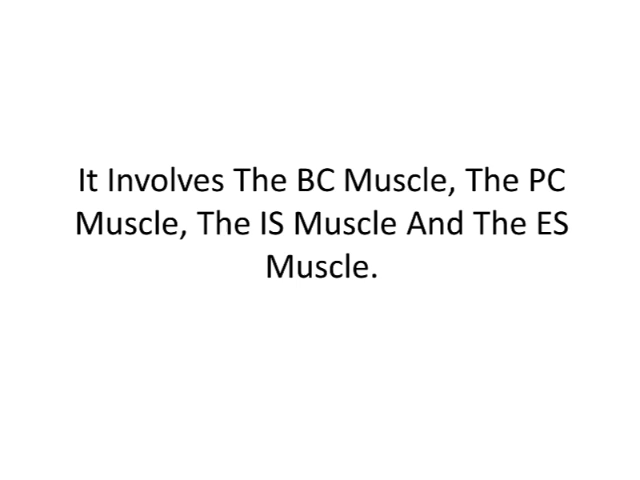 It Involves The BC Muscle, The PC
Muscle, The IS Muscle And The ES
Muscle.